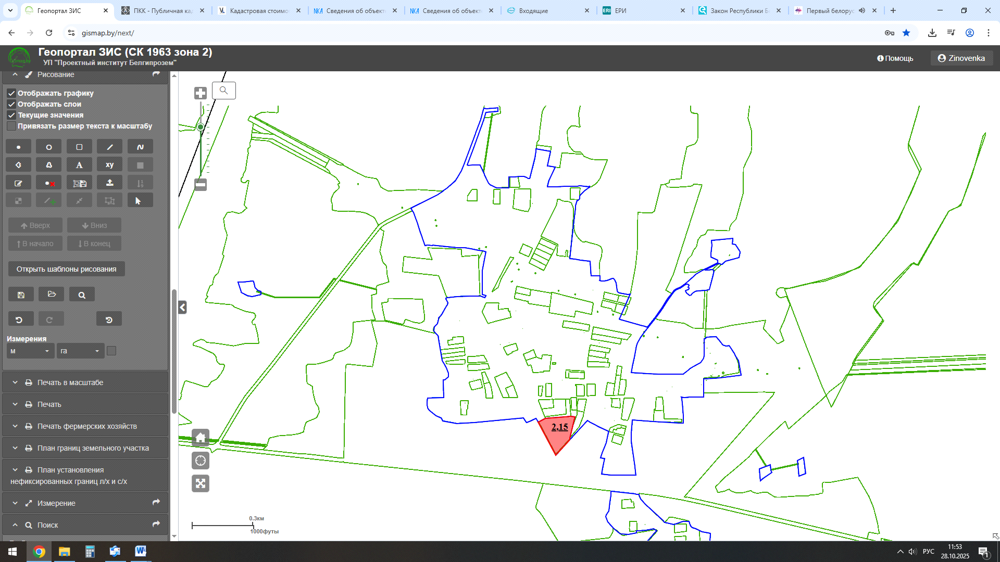 Геопортал ЗИС
ПКК - Публичная ка
Кадастровая стоимо
NKA Сведения об объект
NKA Сведения об объект
Входящие
ERI ЕРИ
Закон Республики Б
Первый белорус
gismap.by/next/
Геопортал ЗИС (СК 1963 зона 2)
УП "Проектный институт Белгипрозем"
Помощь
Zinovenka
Рисование
Отображать графику
Отображать слои
Текущие значения
Привязать размер текста к масштабу
A
xy
Вверх
Вниз
В начало
В конец
Открыть шаблоны рисования
Измерения
м
га
Печать в масштабе
Печать
Печать фермерских хозяйств
План границ земельного участка
План установления
нефиксированных границ л/х и с/х
Измерение
Поиск
2,15
0.3км
1000футы
РУС
11:53
28.10.2025
1